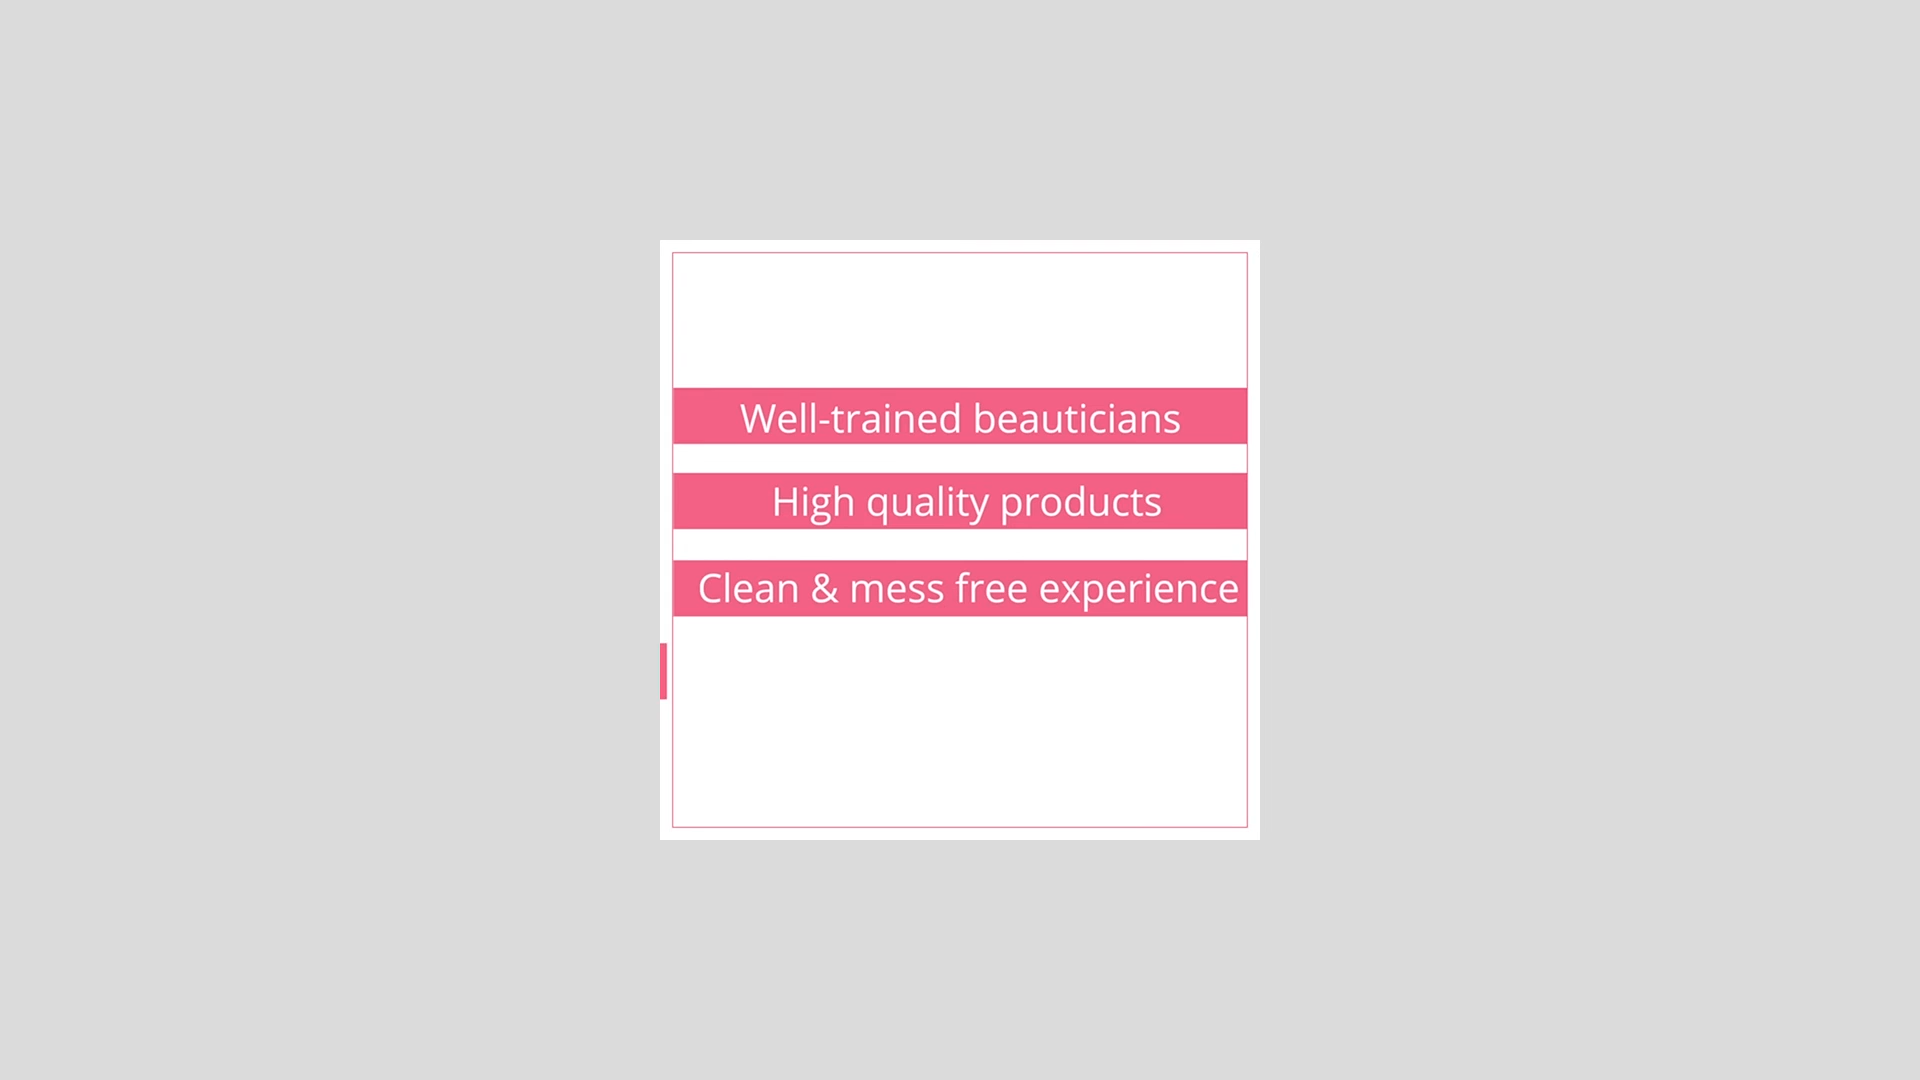 Well-trained beauticians
High quality products
Clean & mess free experience